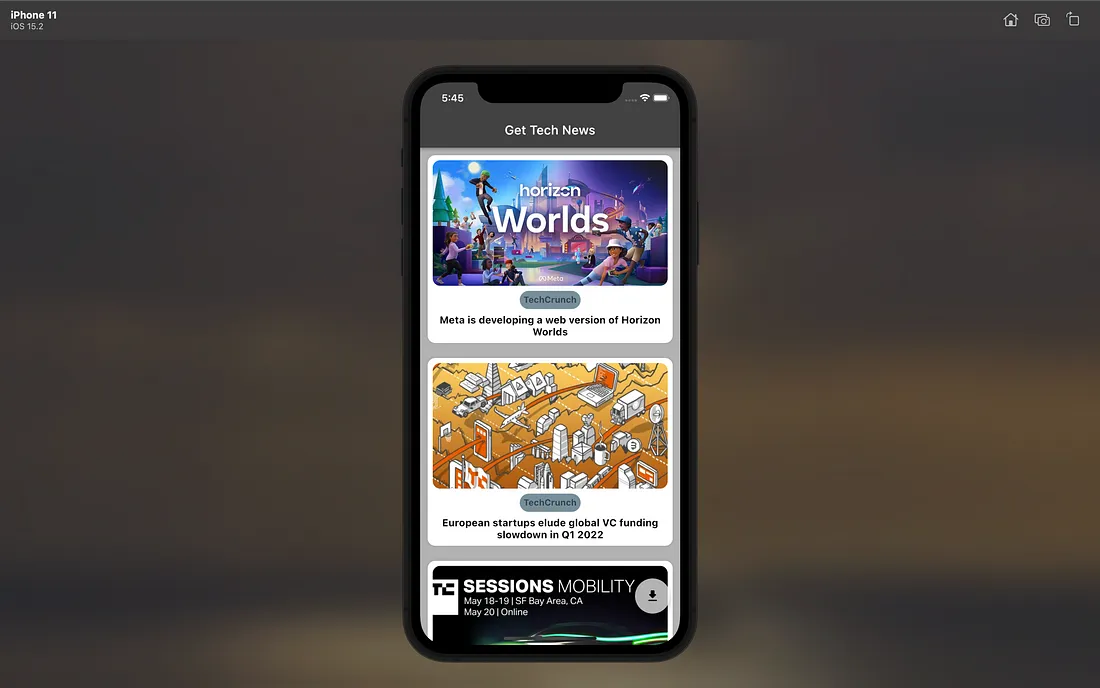 iPhone 11
iOS 15.2
5:45
Get Tech News
horizon
Worlds
Meta
TechCrunch
Meta is developing a web version of Horizon
Worlds
TechCrunch
European startups elude global VC funding
slowdown in Q1 2022
TC
SESSIONS MOBILITY
May 18-19 | SF Bay Area, CA
May 20 | Online